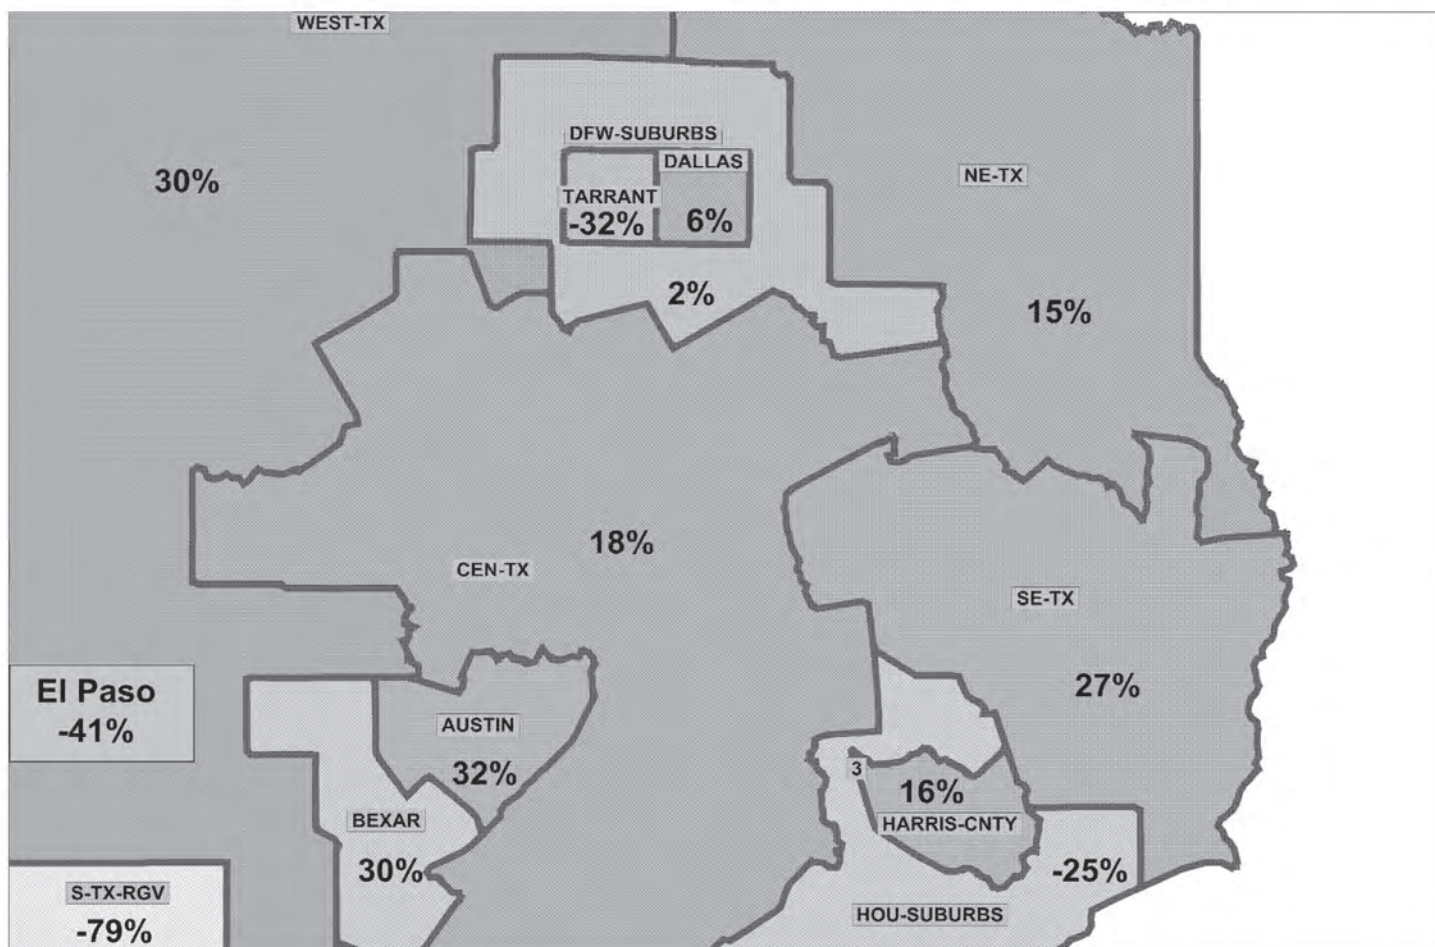 WEST-TX
DFW-SUBURBS
DALLAS
30%
NE-TX
TARRANT
-32%
6%
2%
15%
18%
CEN-TX
SE-TX
El Paso
-41%
27%
AUSTIN
32%
3
16%
BEXAR
HARRIS-CNTY
30%
-25%
S-TX-RGV
HOU-SUBURBS
-79%